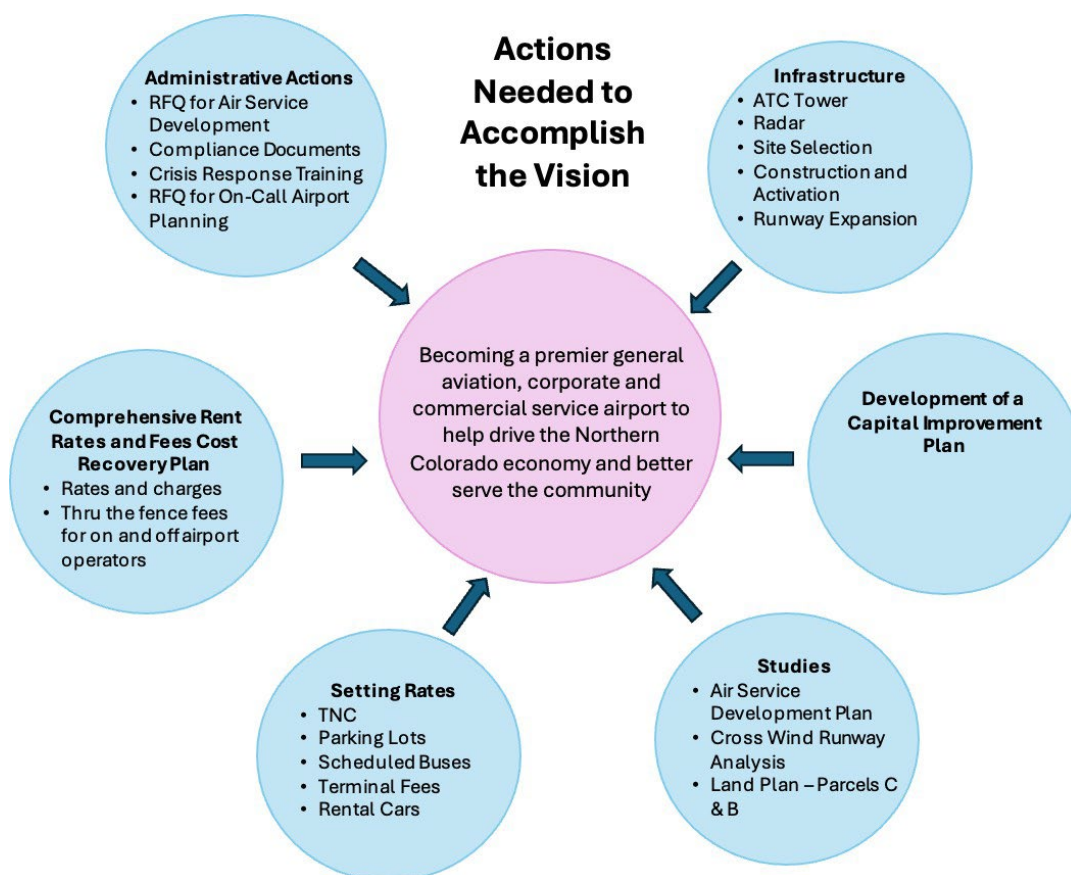 Actions
Needed to
Accomplish
the Vision
Administrative Actions
• RFQ for Air Service
Development
• Compliance Documents
• Crisis Response Training
• RFQ for On-Call Airport
Planning
Infrastructure
• ATC Tower
• Radar
• Site Selection
• Construction and
Activation
• Runway Expansion
Becoming a premier general
aviation, corporate and
commercial service airport to
help drive the Northern
Colorado economy and better
serve the community
Comprehensive Rent
Rates and Fees Cost
Recovery Plan
• Rates and charges
• Thru the fence fees
for on and off airport
operators
Development of a
Capital Improvement
Plan
Setting Rates
• TNC
• Parking Lots
• Scheduled Buses
• Terminal Fees
• Rental Cars
Studies
• Air Service
Development Plan
• Cross Wind Runway
Analysis
• Land Plan – Parcels C
& B